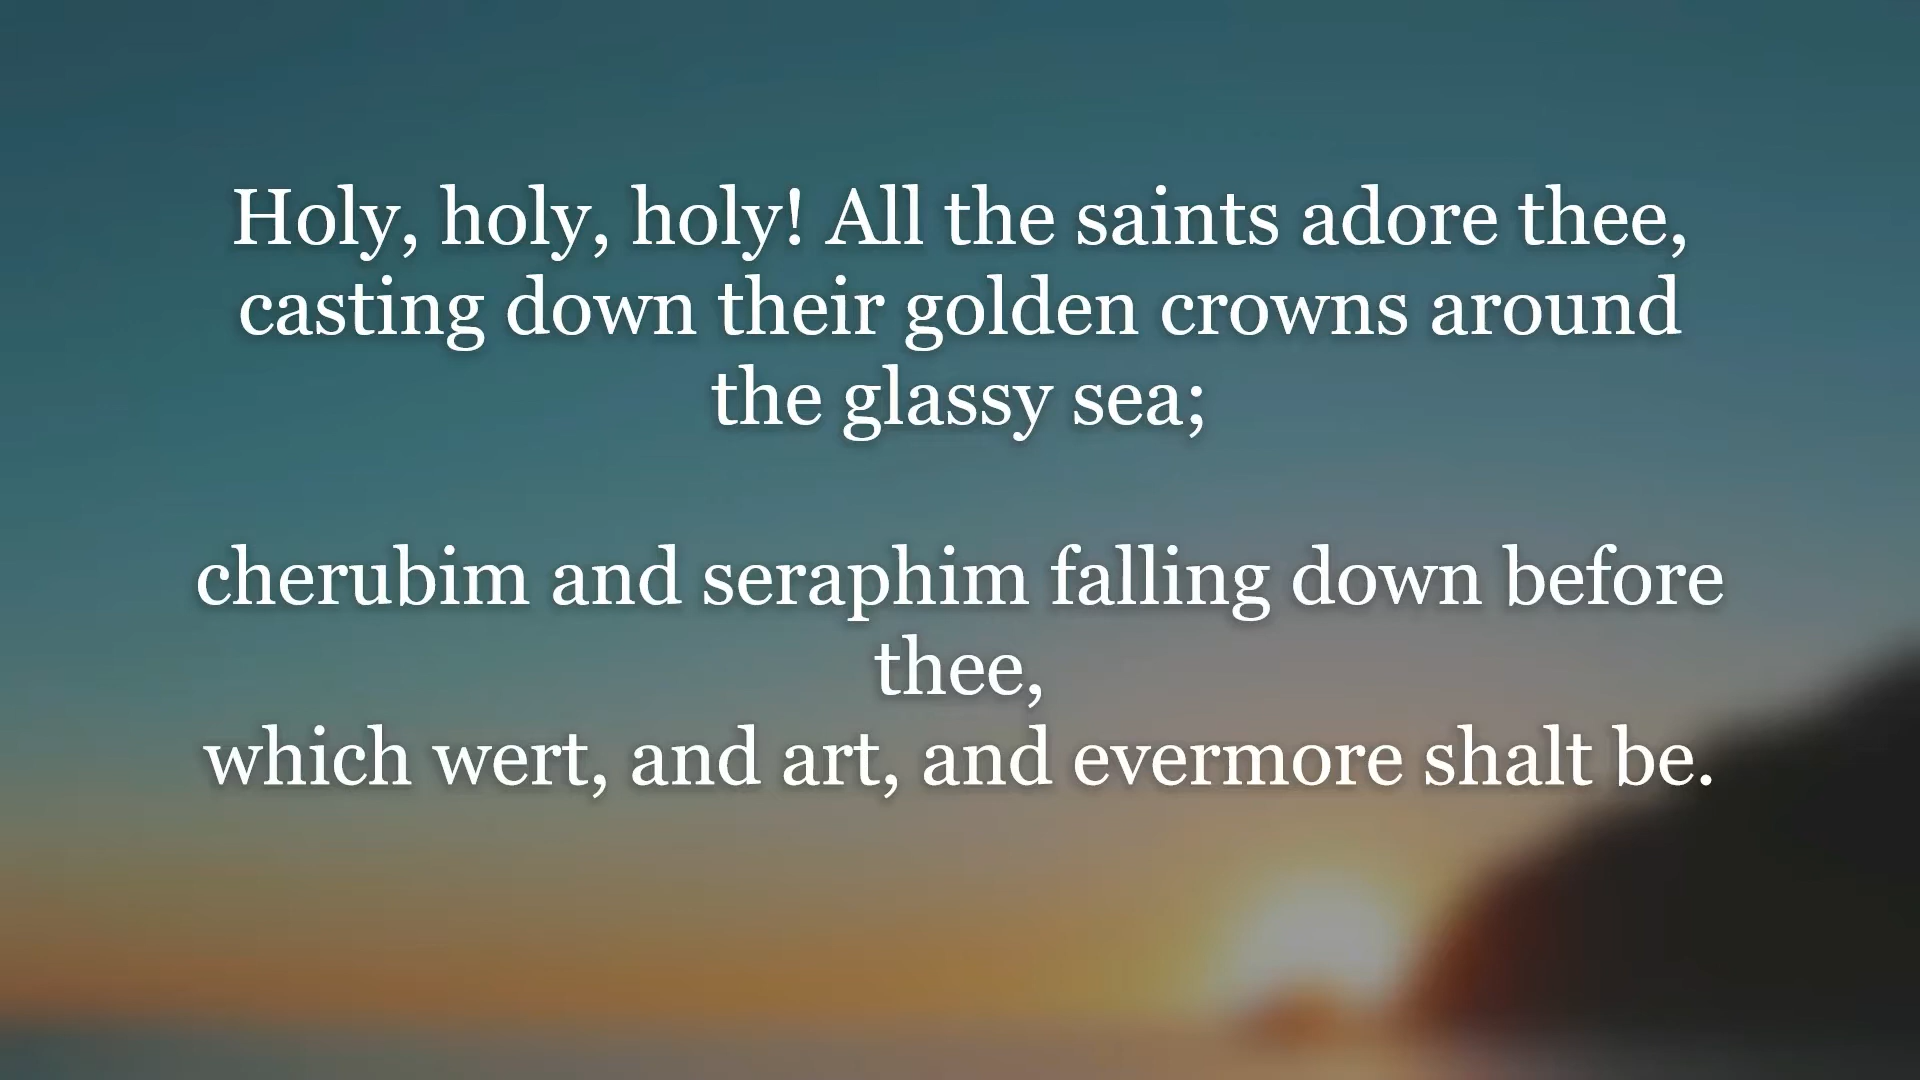 Holy, holy, holy! All the saints adore thee,
casting down their golden crowns around
the glassy sea;
cherubim and seraphim falling down before
thee,
which wert, and art, and evermore shalt be.